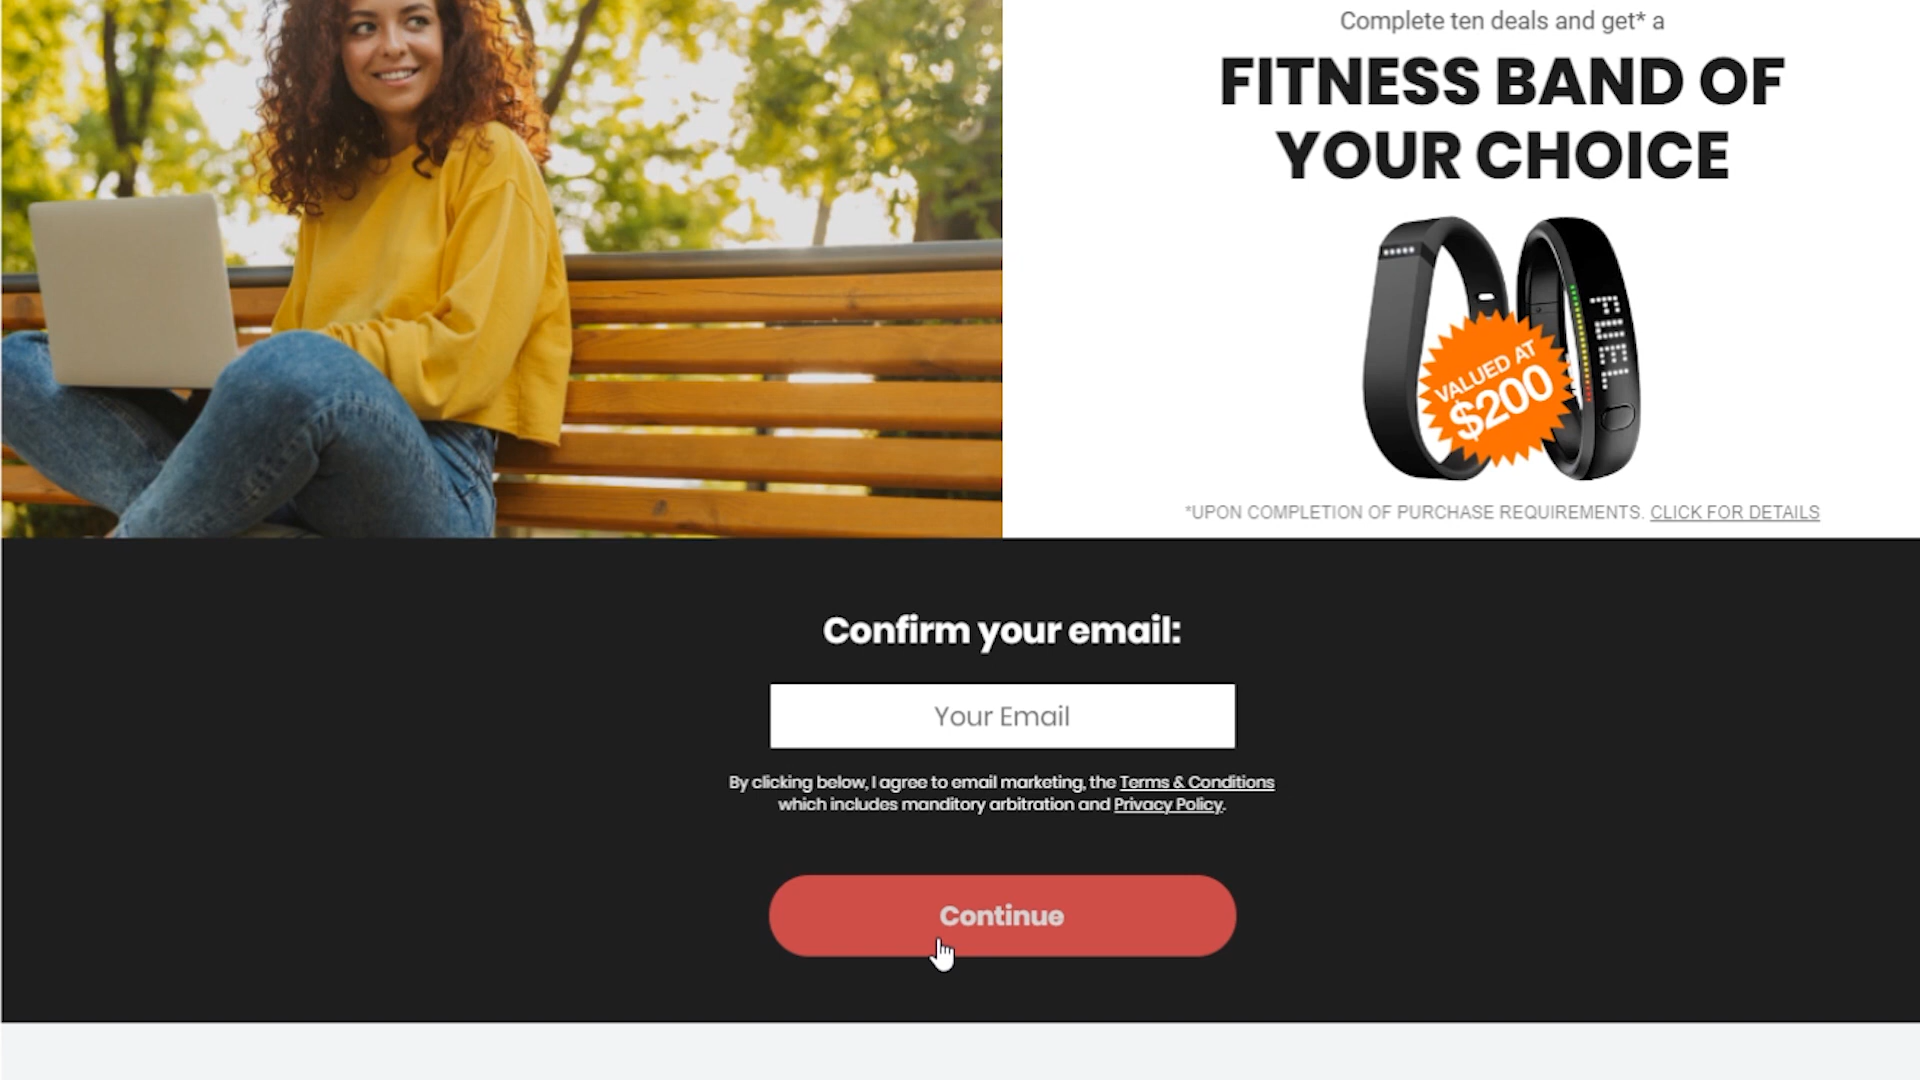 Complete ten deals and get* a
FITNESS BAND OF
YOUR CHOICE
VALUED AT
$200
FUEL
*UPON COMPLETION OF PURCHASE REQUIREMENTS. CLICK FOR DETAILS
Confirm your email:
Your Email
By clicking below, I agree to email marketing, the Terms & Conditions
which includes manditory arbitration and Privacy Policy.
Continue